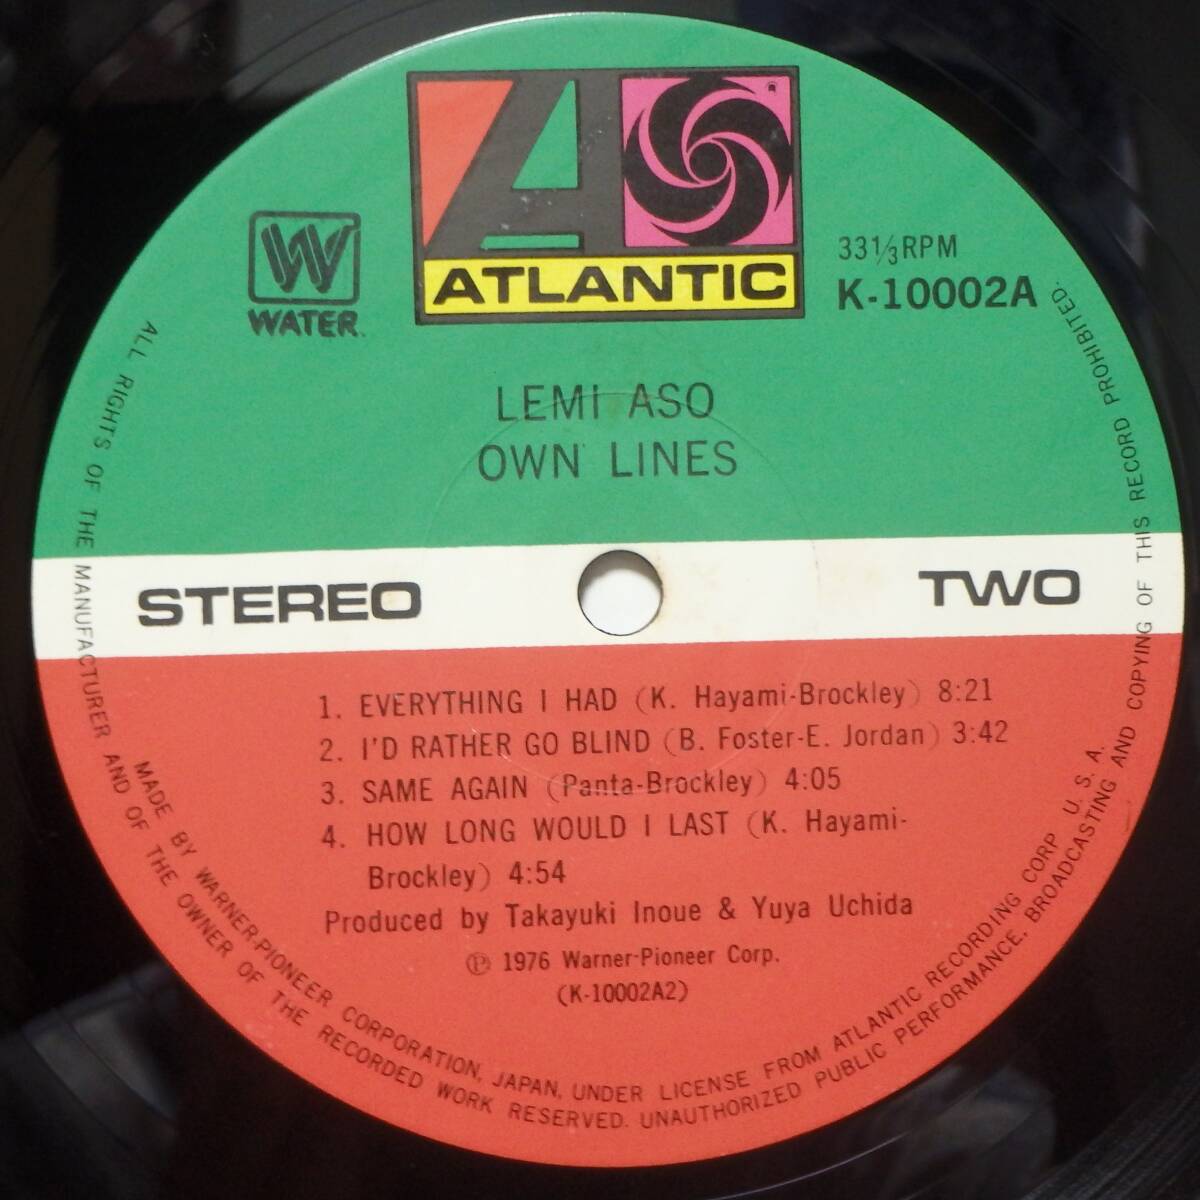 ATLANTIC
WATER
33⅓ RPM
K-10002A
LEMI ASO
OWN LINES
STEREO
TWO
1. EVERYTHING I HAD (K. Hayami-Brockley) 8:21
2. I'D RATHER GO BLIND (B. Foster-E. Jordan) 3:42
3. SAME AGAIN (Panta-Brockley) 4:05
4. HOW LONG WOULD I LAST (K. Hayami-
Brockley) 4:54
Produced by Takayuki Inoue & Yuya Uchida
℗ 1976 Warner-Pioneer Corp.
(K-10002A2)
MADE BY WARNER-PIONEER CORPORATION, JAPAN, UNDER LICENSE FROM ATLANTIC RECORDING CORP U. S. A.
ALL RIGHTS OF THE MANUFACTURER AND OF THE OWNER OF THE RECORDED WORK RESERVED. UNAUTHORIZED PUBLIC PERFORMANCE, BROADCASTING AND COPYING OF THIS RECORD PROHIBITED.